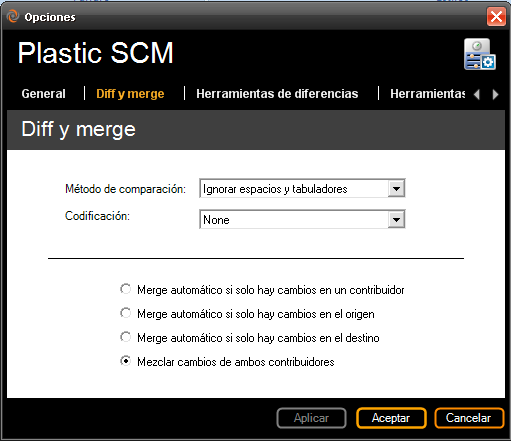 Opciones
Plastic SCM
General
Diff y merge
Herramientas de diferencias
Herramientas
Diff y merge
Método de comparación:
Ignorar espacios y tabuladores
Codificación:
None
Merge automático si solo hay cambios en un contribuidor
Merge automático si solo hay cambios en el origen
Merge automático si solo hay cambios en el destino
Mezclar cambios de ambos contribuidores
Aplicar
Aceptar
Cancelar